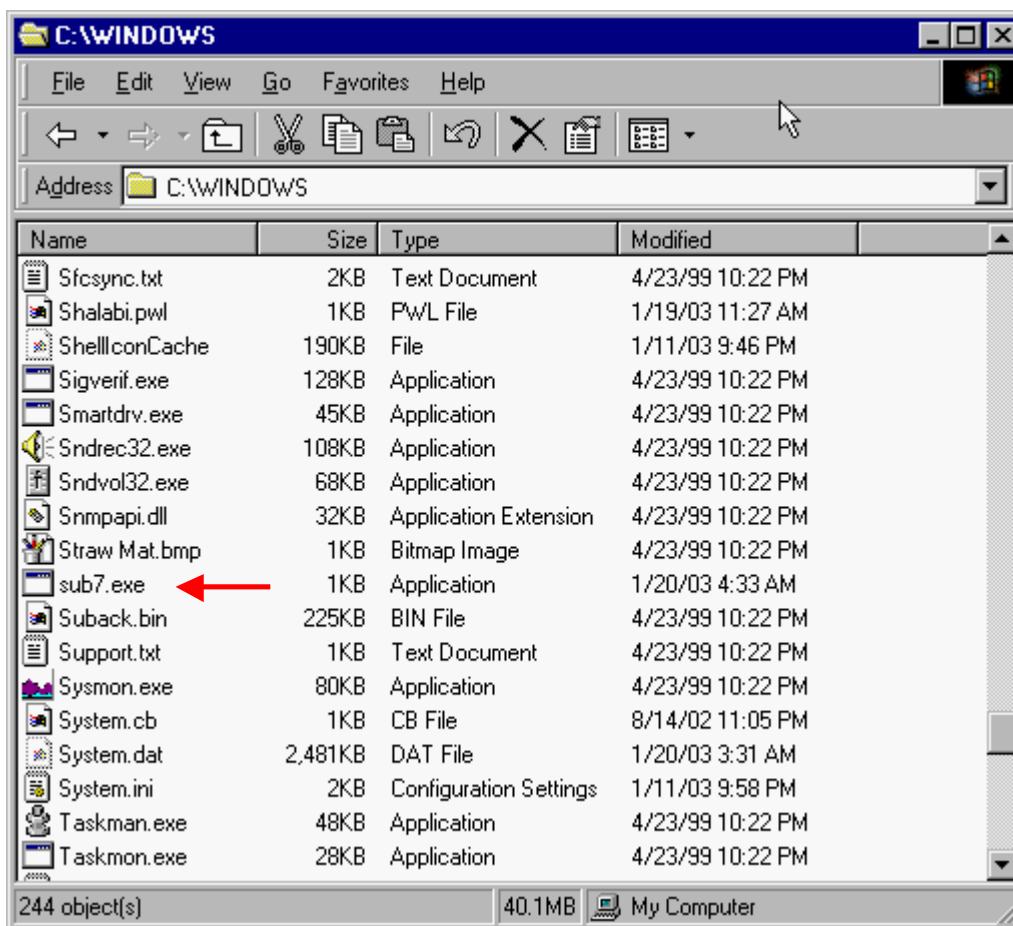 C:\WINDOWS
File Edit View Go Favorites Help
Address C:\WINDOWS
Name Size Type Modified
Sfcsync.txt 2KB Text Document 4/23/99 10:22 PM
Shalabi.pwl 1KB PWL File 1/19/03 11:27 AM
ShellIconCache 190KB File 1/11/03 9:46 PM
Sigverif.exe 128KB Application 4/23/99 10:22 PM
Smartdrv.exe 45KB Application 4/23/99 10:22 PM
Sndrec32.exe 108KB Application 4/23/99 10:22 PM
Sndvol32.exe 68KB Application 4/23/99 10:22 PM
Snmpapi.dll 32KB Application Extension 4/23/99 10:22 PM
Straw Mat.bmp 1KB Bitmap Image 4/23/99 10:22 PM
sub7.exe 1KB Application 1/20/03 4:33 AM
Suback.bin 225KB BIN File 4/23/99 10:22 PM
Support.txt 1KB Text Document 4/23/99 10:22 PM
Sysmon.exe 80KB Application 4/23/99 10:22 PM
System.cb 1KB CB File 8/14/02 11:05 PM
System.dat 2,481KB DAT File 1/20/03 3:31 AM
System.ini 2KB Configuration Settings 1/11/03 9:58 PM
Taskman.exe 48KB Application 4/23/99 10:22 PM
Taskmon.exe 28KB Application 4/23/99 10:22 PM
244 object(s) 40.1MB My Computer